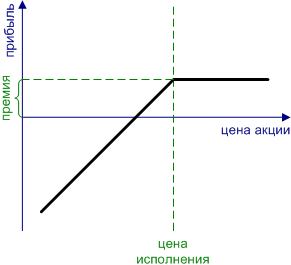 прибыль
премия
цена акции
цена
исполнения